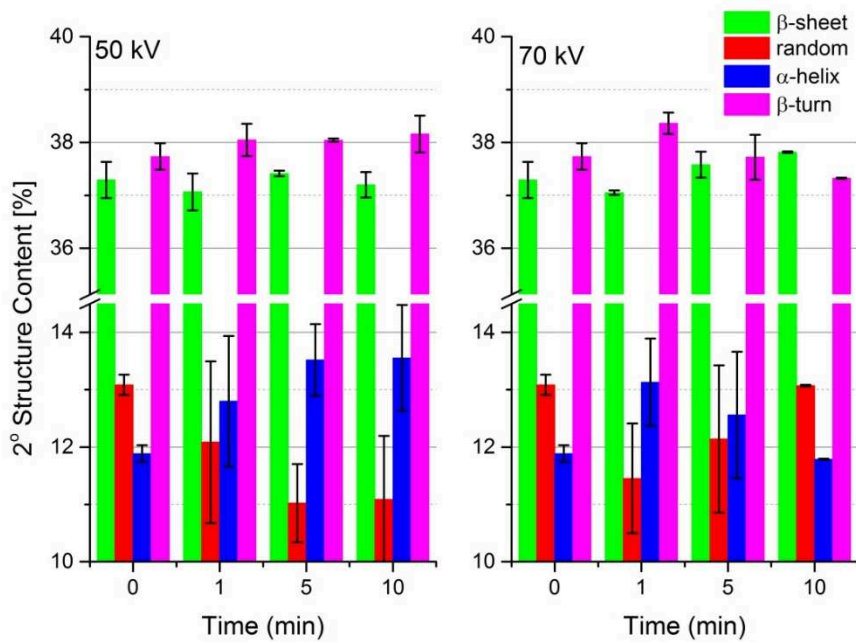 50 kV
70 kV
β-sheet
random
α-helix
β-turn
2° Structure Content [%]
40
38
36
14
12
10
0 1 5 10
Time (min)
0 1 5 10
Time (min)
40
38
36
14
12
10